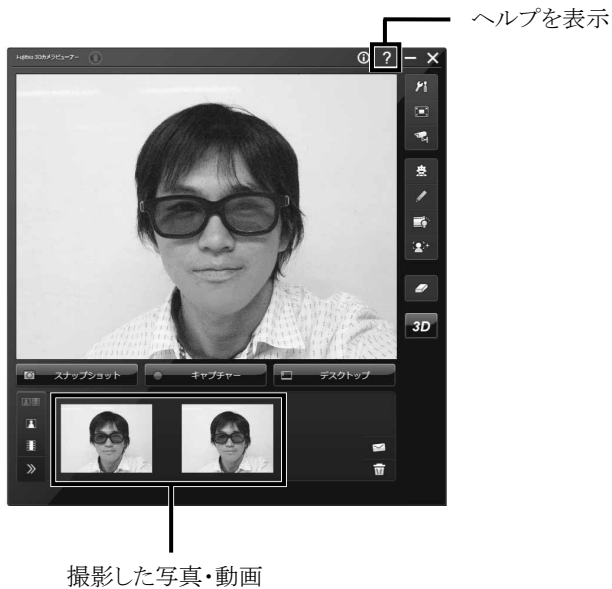 ヘルプを表示
Fujitsu 3Dカメラビューアー
?
3D
スナップショット
キャプチャー
デスクトップ
撮影した写真・動画